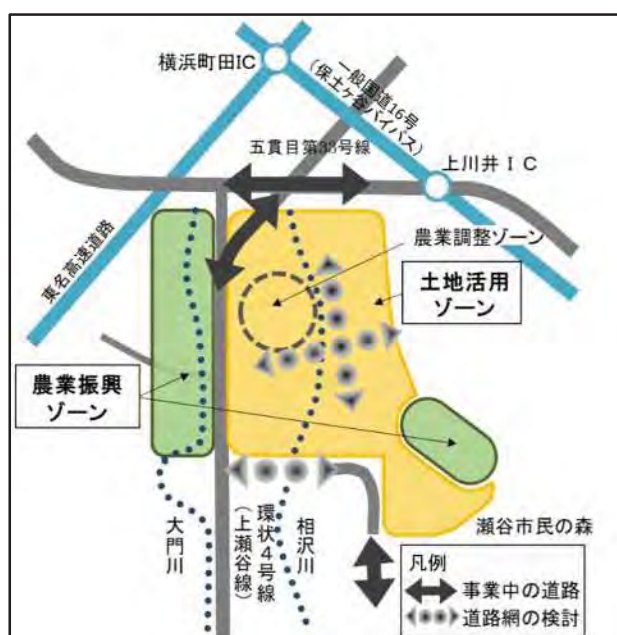 横浜町田IC
一般国道16号
(保土ヶ谷バイパス)
五貫目第33号線
上川井IC
東名高速道路
農業調整ゾーン
土地活用
ゾーン
農業振興
ゾーン
大門川
環状4号線
(上瀬谷線)
相沢川
瀬谷市民の森
凡例
事業中の道路
道路網の検討